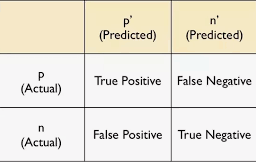 p'
(Predicted)
n'
(Predicted)
p
(Actual)
True Positive
False Negative
n
(Actual)
False Positive
True Negative